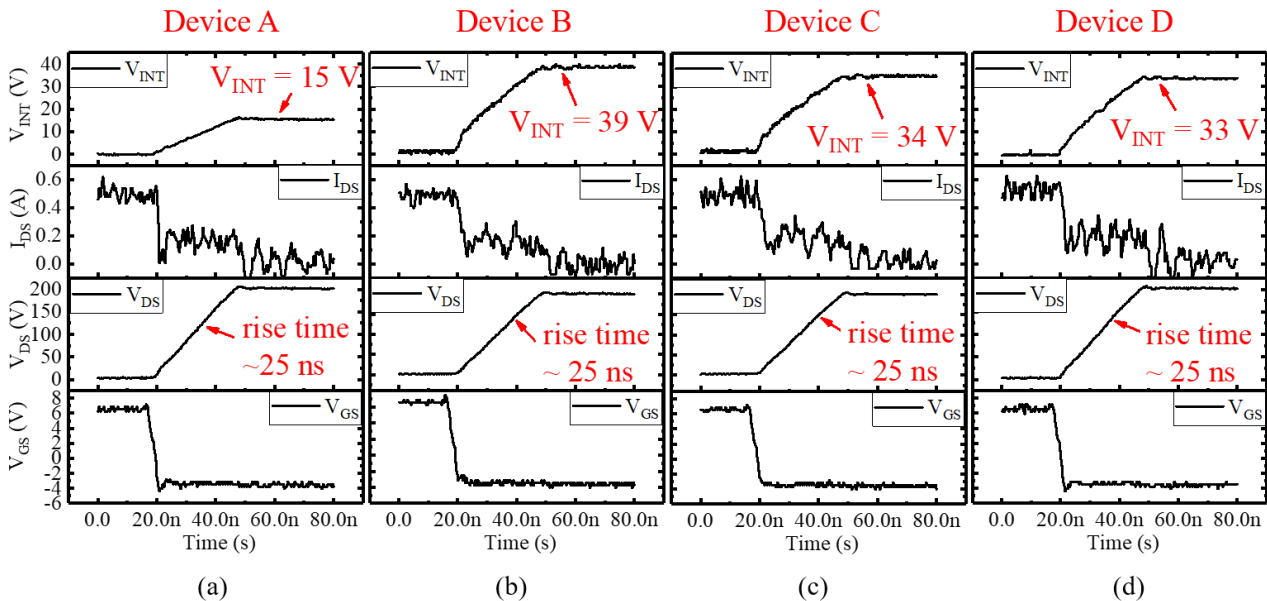 Device A
Device B
Device C
Device D
V_INT (V)
40
30
20
10
0
V_INT
V_INT = 15 V
V_INT
V_INT = 39 V
V_INT
V_INT = 34 V
V_INT
V_INT = 33 V
I_DS (A)
0.6
0.4
0.2
0.0
I_DS
I_DS
I_DS
I_DS
V_DS (V)
200
150
100
50
0
V_DS
rise time
~25 ns
V_DS
rise time
~ 25 ns
V_DS
rise time
~ 25 ns
V_DS
rise time
~ 25 ns
V_GS (V)
8
6
4
2
0
-2
-4
-6
V_GS
V_GS
V_GS
V_GS
0.0 20.0n 40.0n 60.0n 80.0n
0.0 20.0n 40.0n 60.0n 80.0n
0.0 20.0n 40.0n 60.0n 80.0n
0.0 20.0n 40.0n 60.0n 80.0n
Time (s)
Time (s)
Time (s)
Time (s)
(a)
(b)
(c)
(d)